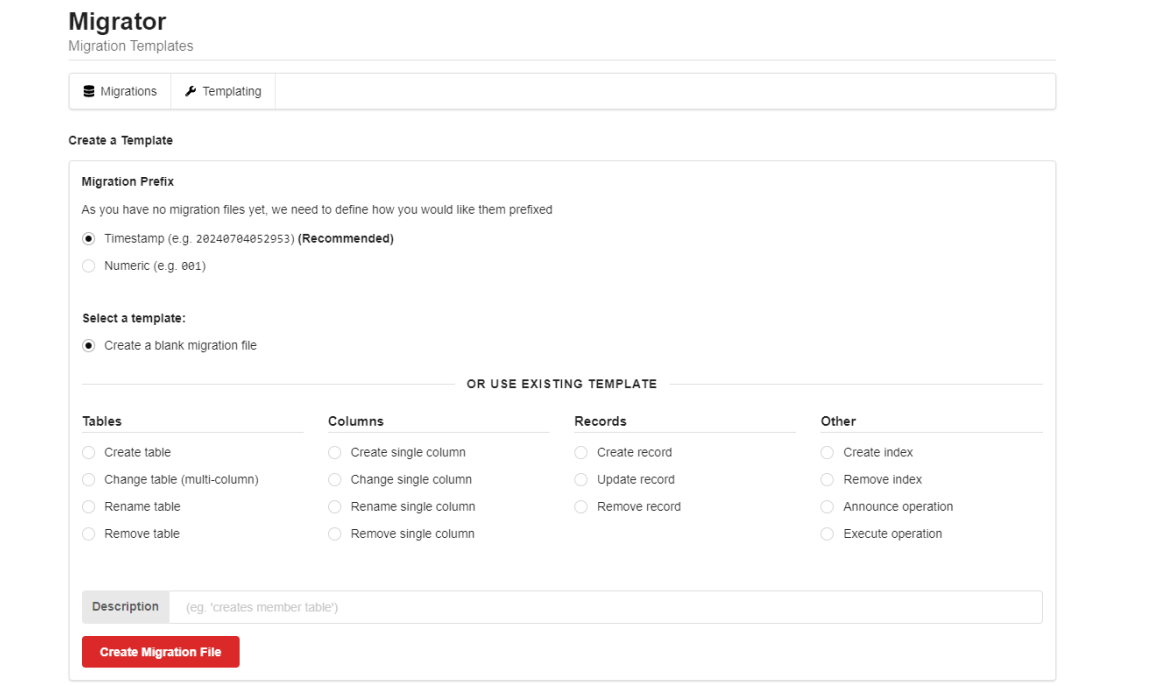 Migrator
Migration Templates
Migrations Templating
Create a Template
Migration Prefix
As you have no migration files yet, we need to define how you would like them prefixed
Timestamp (e.g. 20240704052953) (Recommended)
Numeric (e.g. 001)
Select a template:
Create a blank migration file
OR USE EXISTING TEMPLATE
Tables Columns Records Other
Create table Create single column Create record Create index
Change table (multi-column) Change single column Update record Remove index
Rename table Rename single column Remove record Announce operation
Remove table Remove single column Execute operation
Description (eg. 'creates member table')
Create Migration File